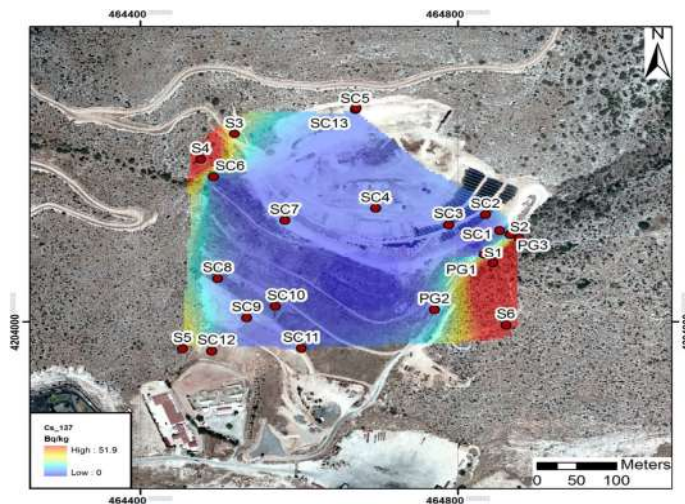 464400 464800
N
SC5
SC13
S3
S4
SC6
SC4
SC7
SC2
SC3
SC1
S2
PG3
S1
PG1
SC8
SC10
SC9
PG2
S6
4204000 4204000
S5
SC12
SC11
Cs_137
Bq/kg
High : 51.9
Low : 0
Meters
0 50 100
464400 464800